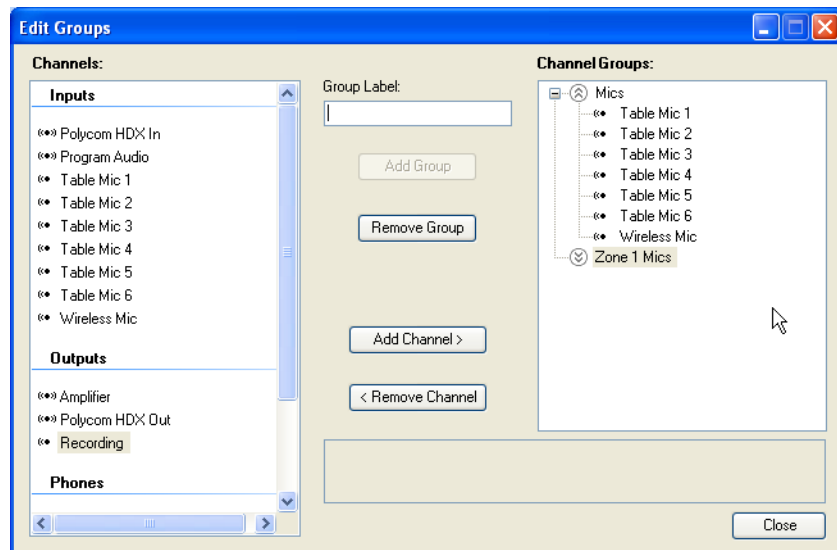 Edit Groups
Channels:
Inputs
Polycom HDX In
Program Audio
Table Mic 1
Table Mic 2
Table Mic 3
Table Mic 4
Table Mic 5
Table Mic 6
Wireless Mic
Outputs
Amplifier
Polycom HDX Out
Recording
Phones
Group Label:
Add Group
Remove Group
Add Channel >
< Remove Channel
Channel Groups:
Mics
Table Mic 1
Table Mic 2
Table Mic 3
Table Mic 4
Table Mic 5
Table Mic 6
Wireless Mic
Zone 1 Mics
Close